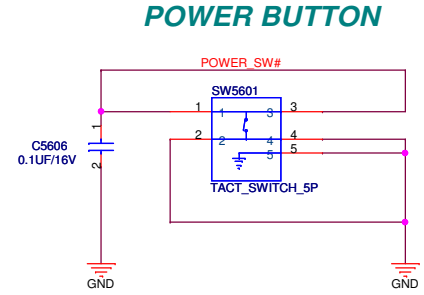 POWER BUTTON
POWER_SW#
SW5601
1 1 3 3
2 2 4 4
5 5
1
C5606
0.1UF/16V
2
TACT_SWITCH_5P
GND GND